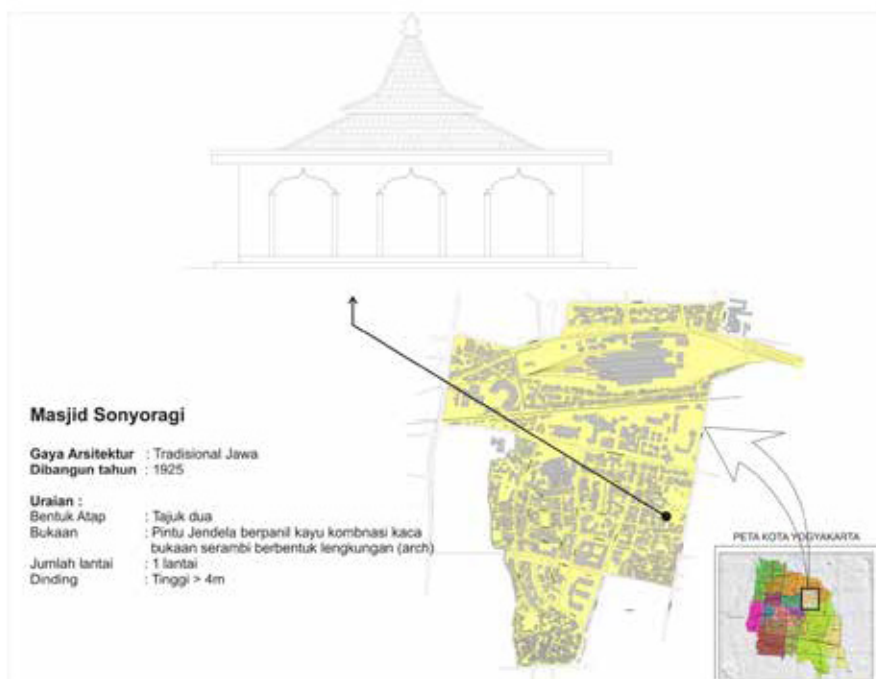 Masjid Sonyoragi
Gaya Arsitektur : Tradisional Jawa
Dibangun tahun : 1925
Uraian :
Bentuk Atap : Tajuk dua
Bukaan : Pintu Jendela berpanil kayu kombnasi kaca
bukaan serambi berbentuk lengkungan (arch)
Jumlah lantai : 1 lantai
Dinding : Tinggi > 4m
PETA KOTA YOGYAKARTA